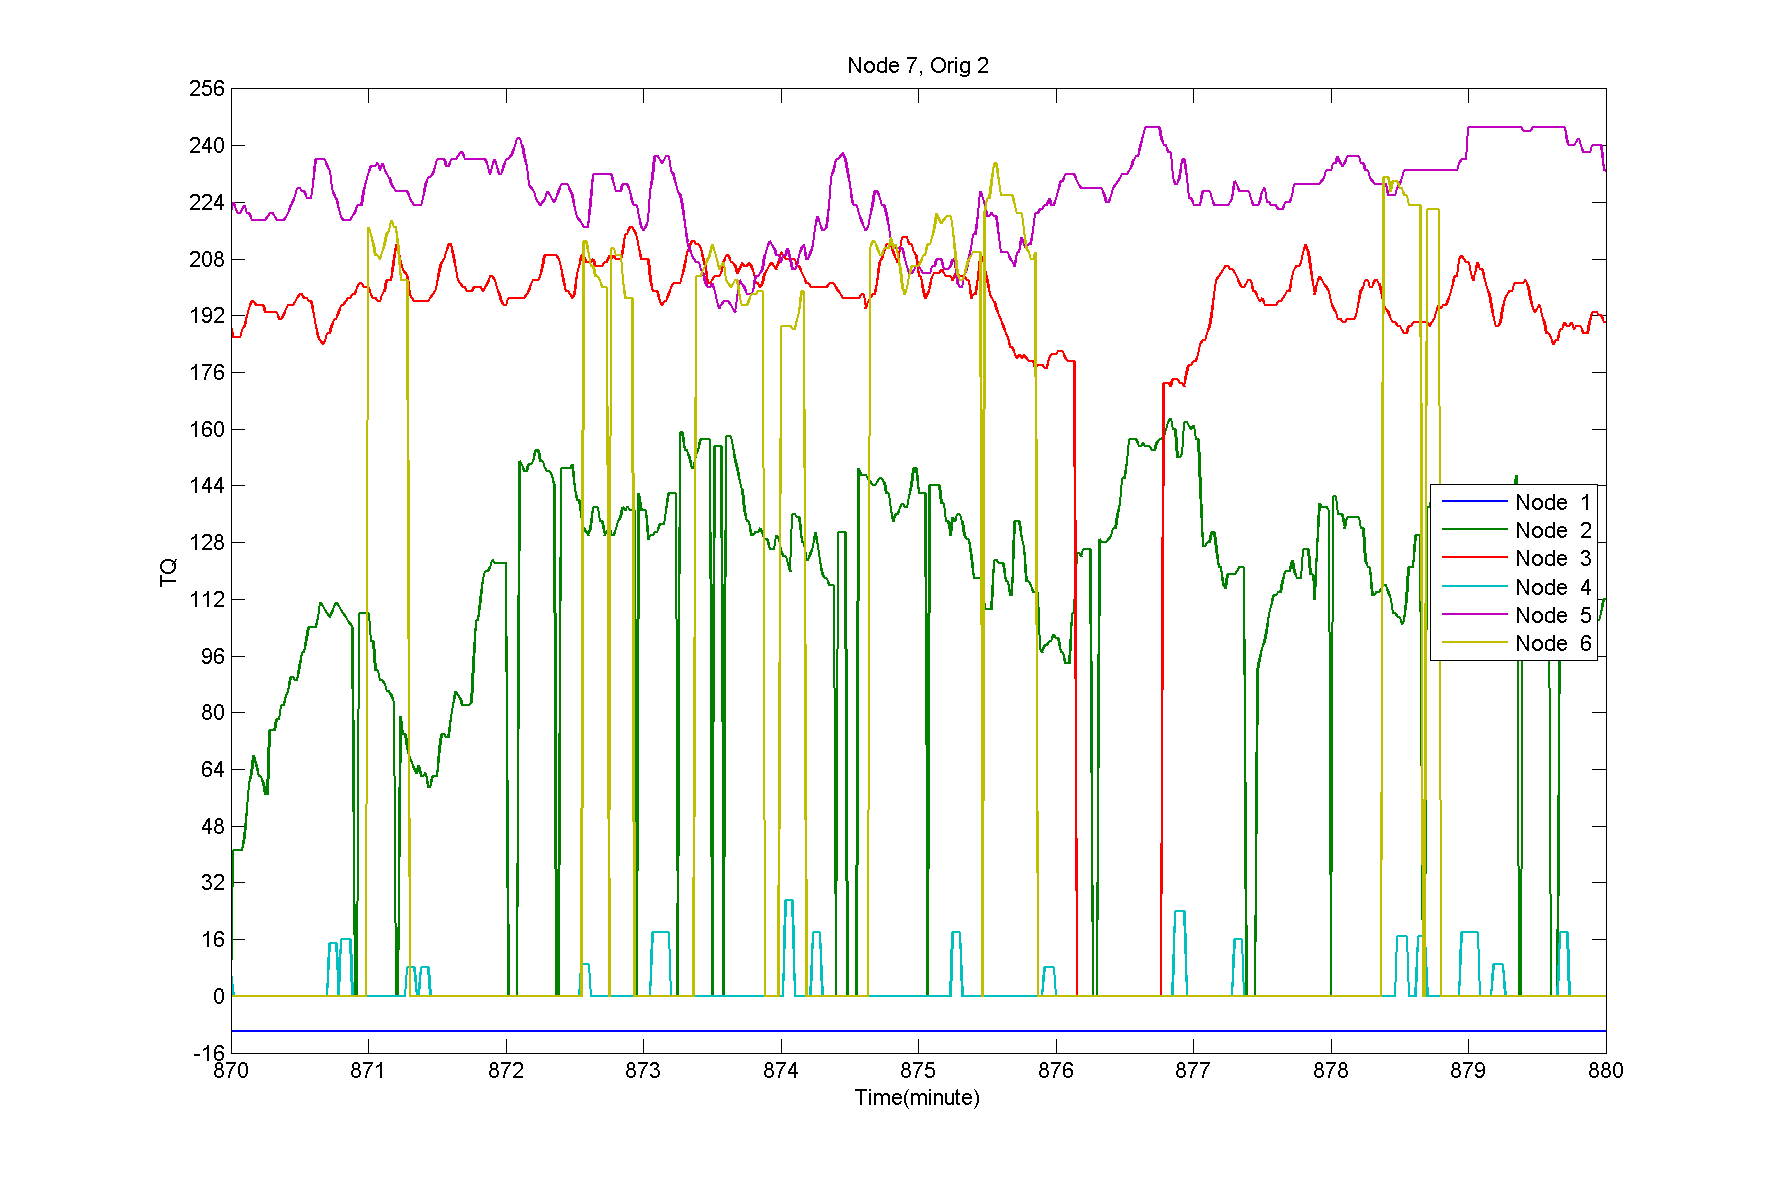 Node 7, Orig 2
256
240
224
208
192
176
160
144
128
112
96
80
64
48
32
16
0
-16
TQ
Node 1
Node 2
Node 3
Node 4
Node 5
Node 6
870 871 872 873 874 875 876 877 878 879 880
Time(minute)